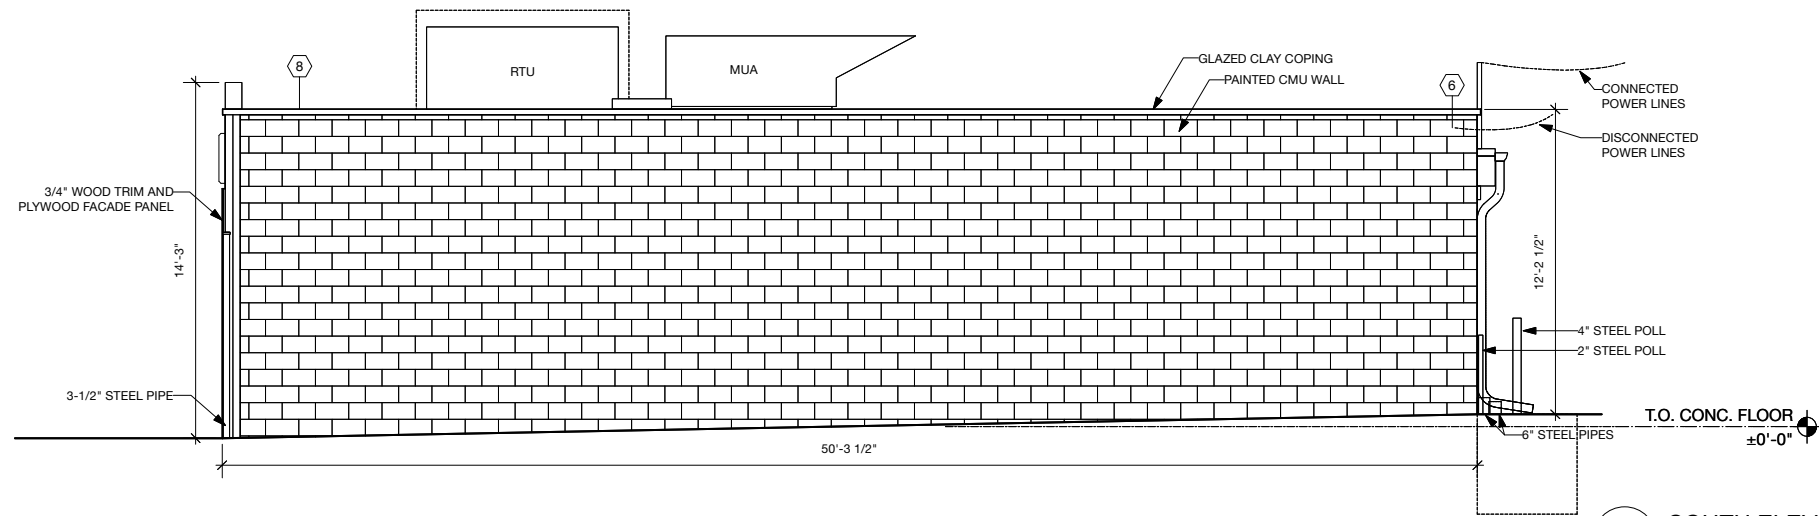 8
RTU
MUA
GLAZED CLAY COPING
PAINTED CMU WALL
6
CONNECTED
POWER LINES
DISCONNECTED
POWER LINES
3/4" WOOD TRIM AND
PLYWOOD FACADE PANEL
14'-3"
12'-2 1/2"
4" STEEL POLL
2" STEEL POLL
3-1/2" STEEL PIPE
T.O. CONC. FLOOR
±0'-0"
6" STEEL PIPES
50'-3 1/2"